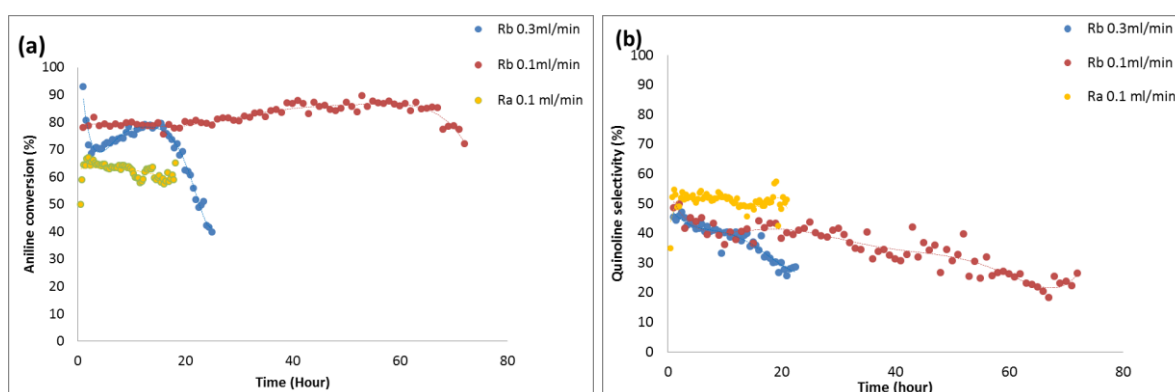 (a)
Rb 0.3ml/min
Rb 0.1ml/min
Ra 0.1 ml/min
Aniline conversion (%)
100
90
80
70
60
50
40
30
20
10
0
0 20 40 60 80
Time (Hour)
(b)
Rb 0.3ml/min
Rb 0.1ml/min
Ra 0.1 ml/min
Quinoline selectivity (%)
100
90
80
70
60
50
40
30
20
10
0
0 20 40 60 80
Time (hour)